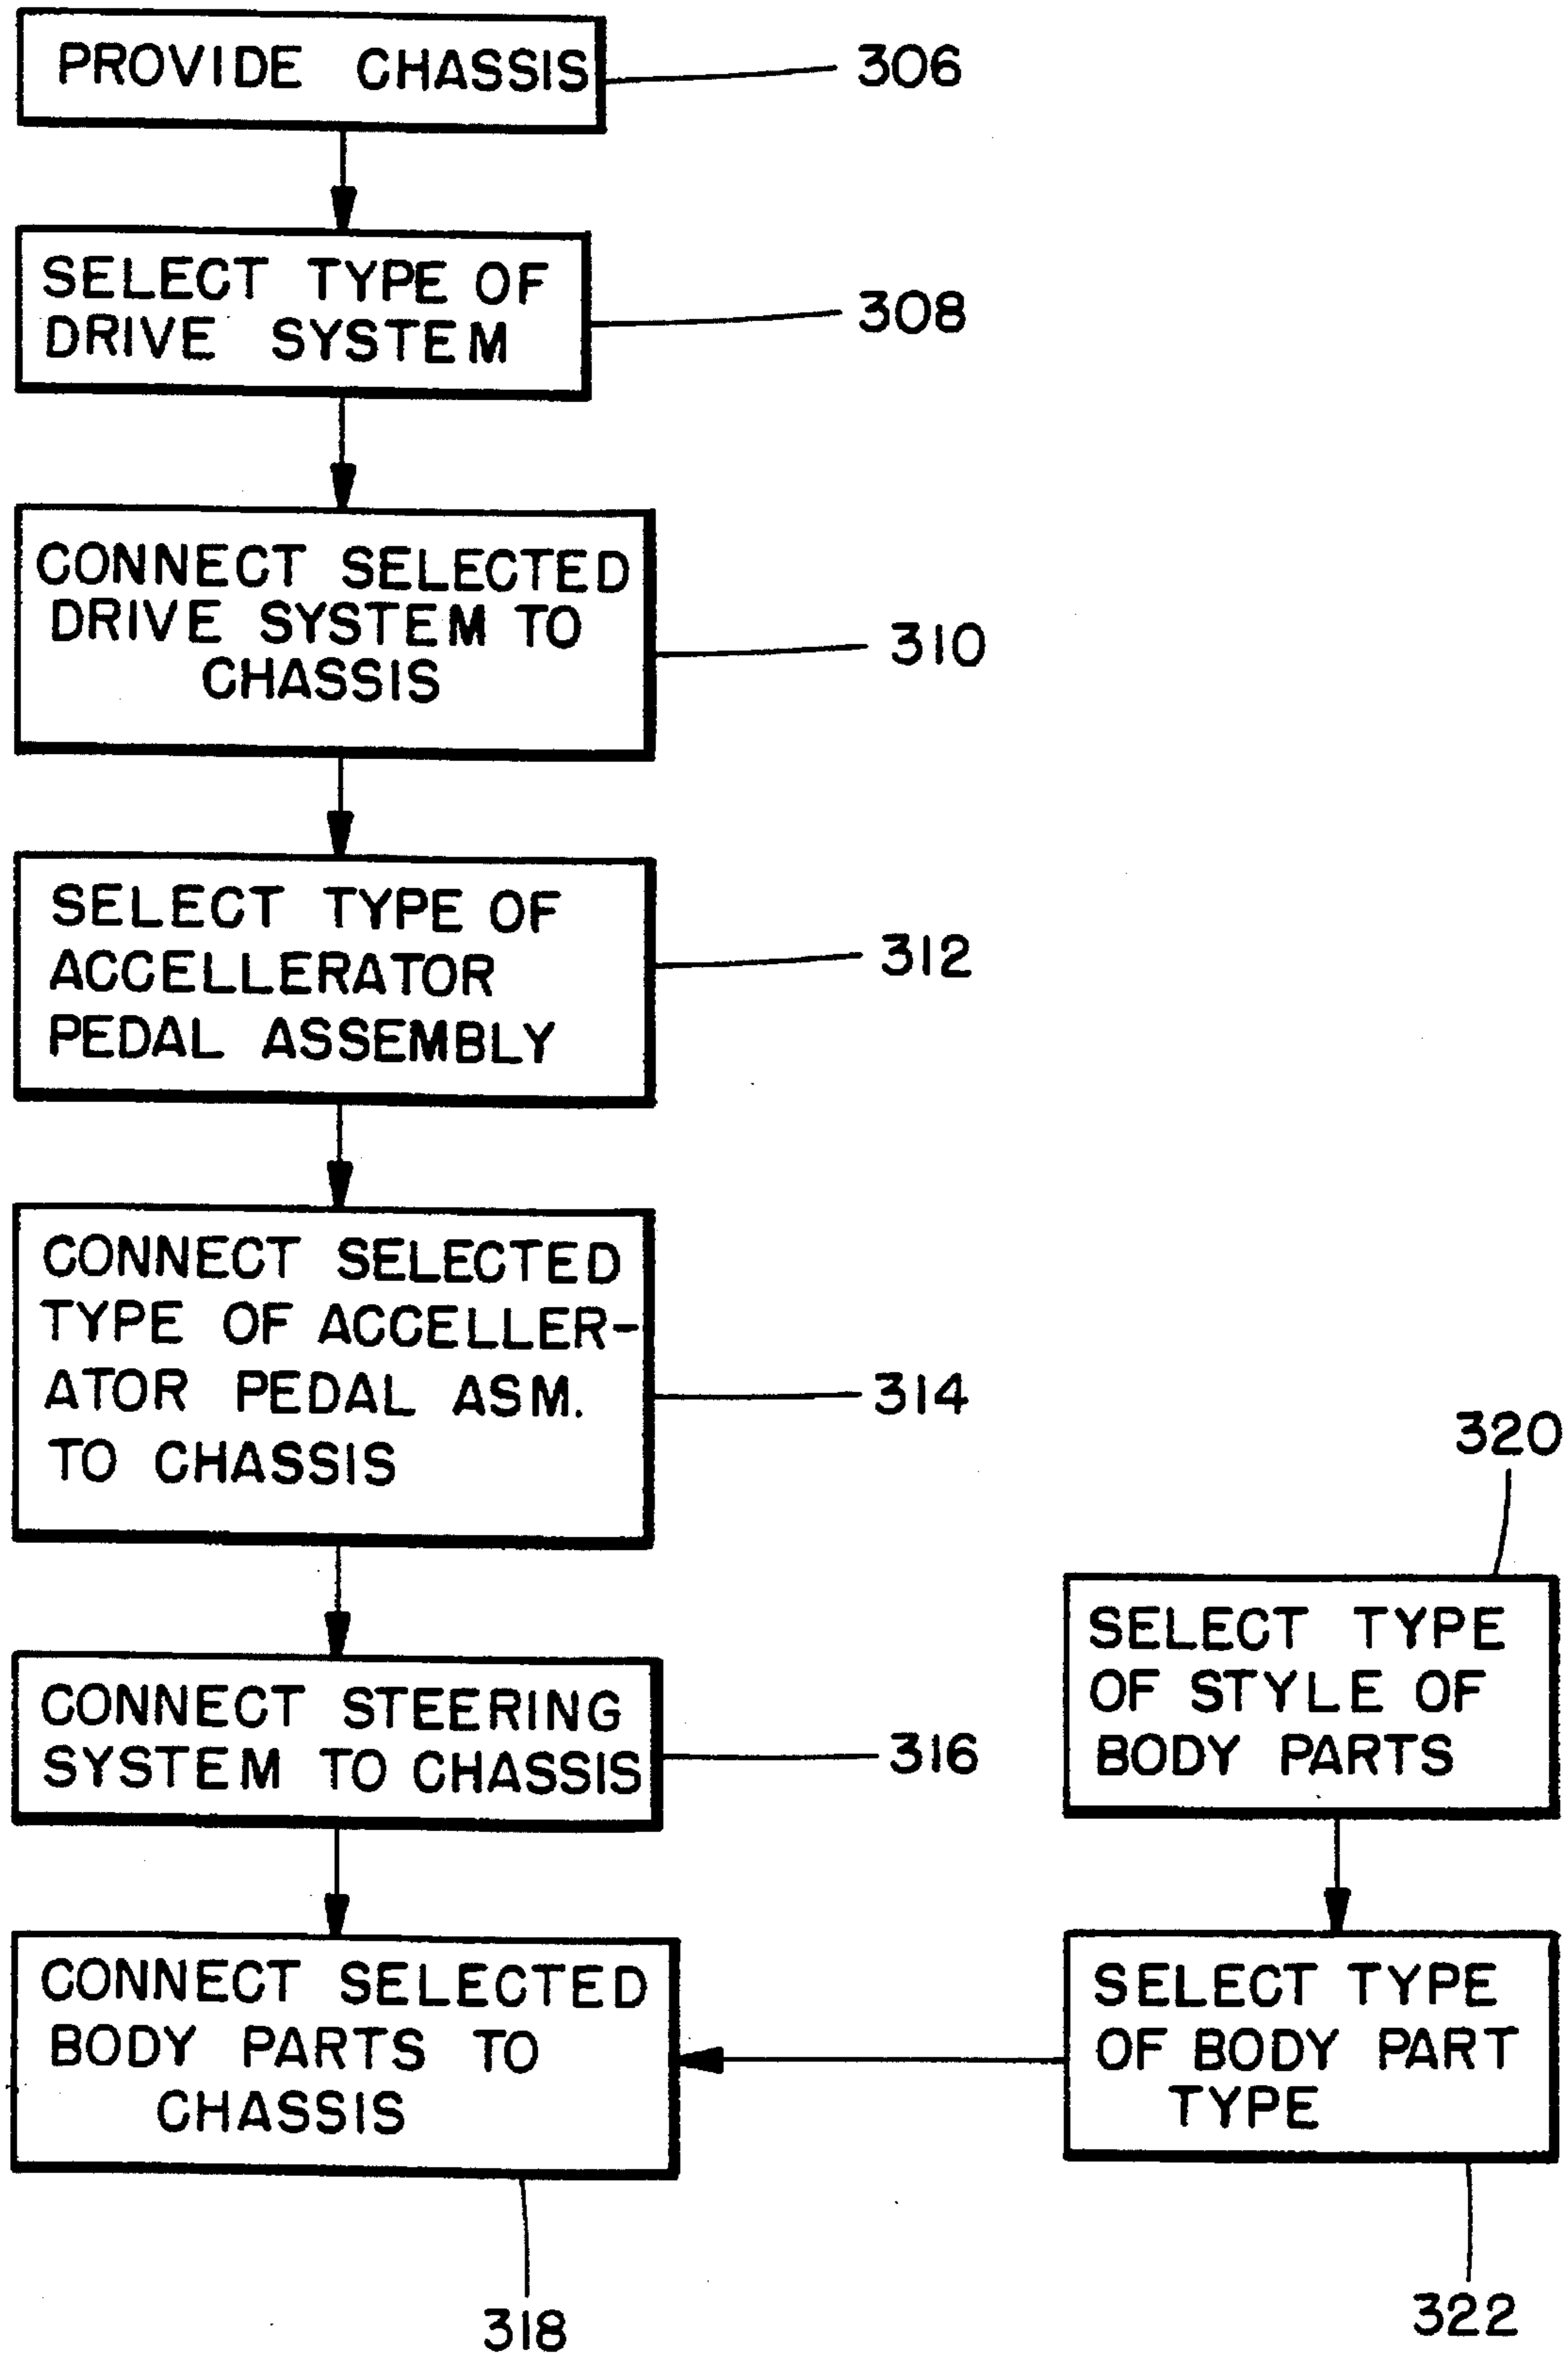 PROVIDE CHASSIS
306
SELECT TYPE OF
DRIVE SYSTEM
308
CONNECT SELECTED
DRIVE SYSTEM TO
CHASSIS
310
SELECT TYPE OF
ACCELLERATOR
PEDAL ASSEMBLY
312
CONNECT SELECTED
TYPE OF ACCELLER-
ATOR PEDAL ASM.
TO CHASSIS
314
CONNECT STEERING
SYSTEM TO CHASSIS
316
320
SELECT TYPE
OF STYLE OF
BODY PARTS
CONNECT SELECTED
BODY PARTS TO
CHASSIS
318
SELECT TYPE
OF BODY PART
TYPE
322